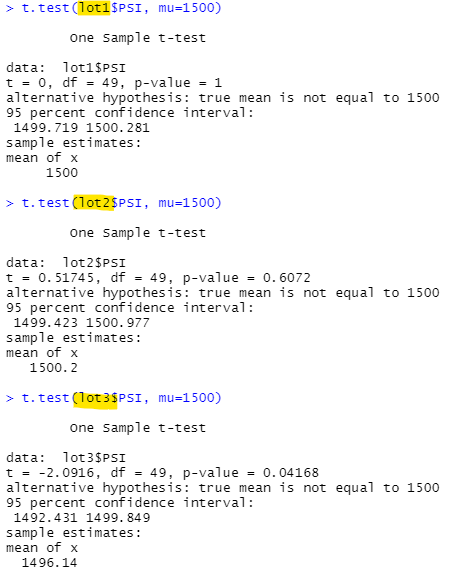 > t.test(lot1$PSI, mu=1500)
One Sample t-test
data:  lot1$PSI
t = 0, df = 49, p-value = 1
alternative hypothesis: true mean is not equal to 1500
95 percent confidence interval:
1499.719 1500.281
sample estimates:
mean of x
1500
> t.test(lot2$PSI, mu=1500)
One Sample t-test
data:  lot2$PSI
t = 0.51745, df = 49, p-value = 0.6072
alternative hypothesis: true mean is not equal to 1500
95 percent confidence interval:
1499.423 1500.977
sample estimates:
mean of x
1500.2
> t.test(lot3$PSI, mu=1500)
One Sample t-test
data:  lot3$PSI
t = -2.0916, df = 49, p-value = 0.04168
alternative hypothesis: true mean is not equal to 1500
95 percent confidence interval:
1492.431 1499.849
sample estimates:
mean of x
1496.14